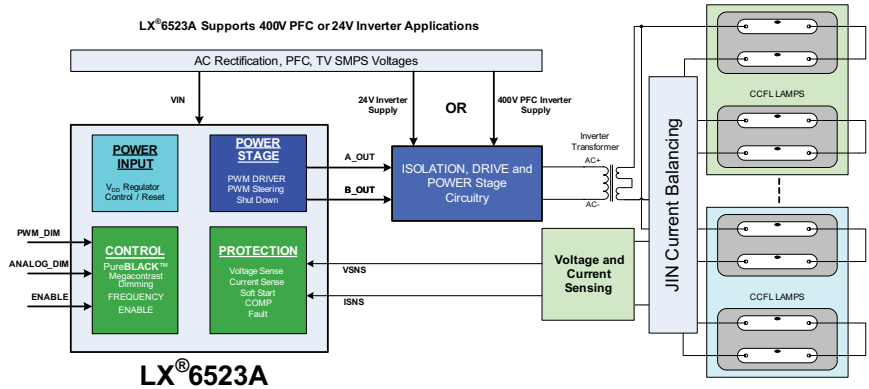 LX®6523A Supports 400V PFC or 24V Inverter Applications
AC Rectification, PFC, TV SMPS Voltages
VIN
24V Inverter
Supply
OR
400V PFC Inverter
Supply
POWER
INPUT
VDD Regulator
Control / Reset
POWER
STAGE
PWM DRIVER
PWM Steering
Shut Down
A_OUT
B_OUT
ISOLATION, DRIVE and
POWER Stage
Circuitry
Inverter
Transformer
AC+
AC-
JIN Current Balancing
CCFL LAMPS
CCFL LAMPS
PWM_DIM
ANALOG_DIM
ENABLE
CONTROL
PureBLACK™
Megacontrast
Dimming
FREQUENCY
ENABLE
PROTECTION
Voltage Sense
Current Sense
Soft Start
COMP
Fault
VSNS
ISNS
Voltage and
Current
Sensing
LX®6523A